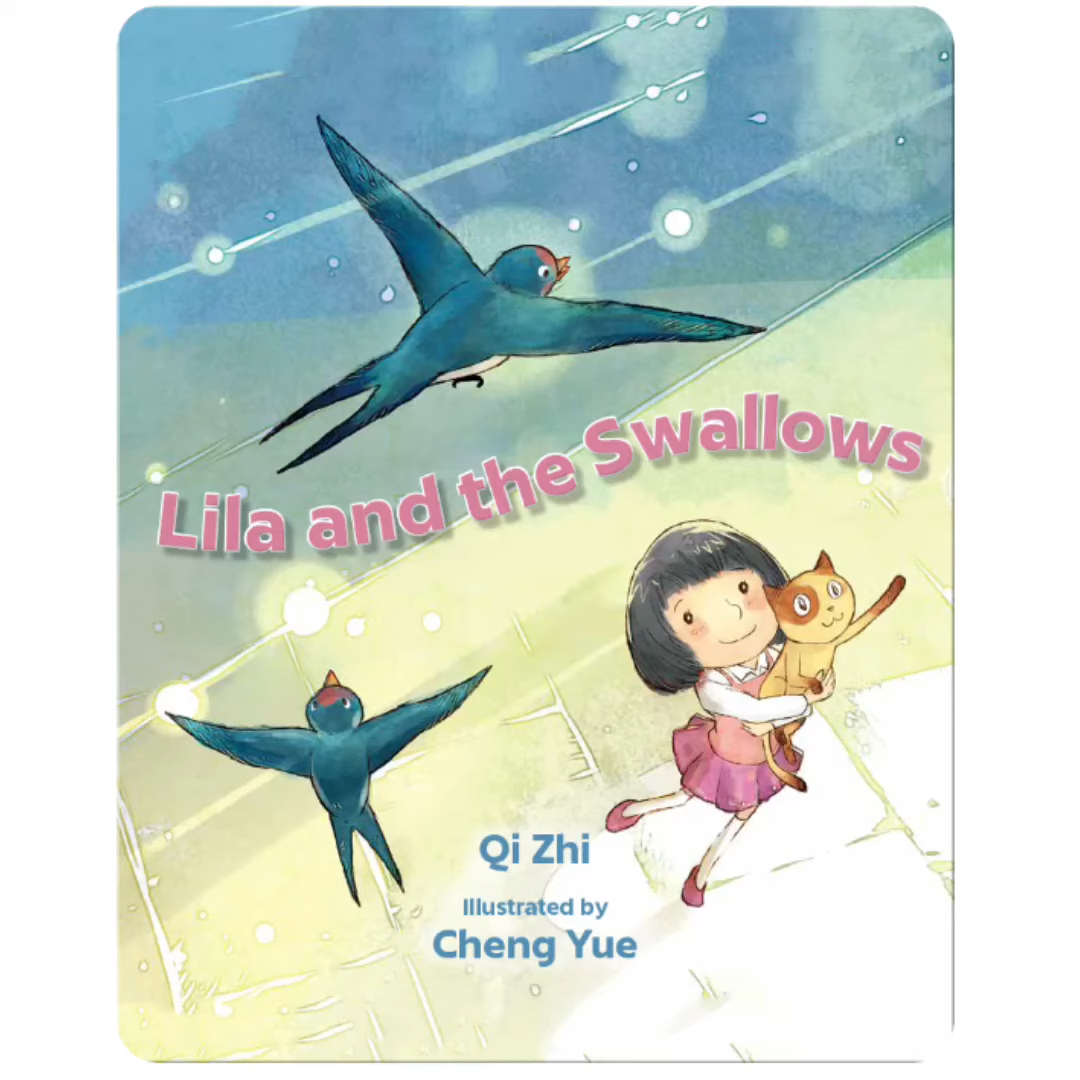 Lila and the Swallows
Qi Zhi
Illustrated by
Cheng Yue